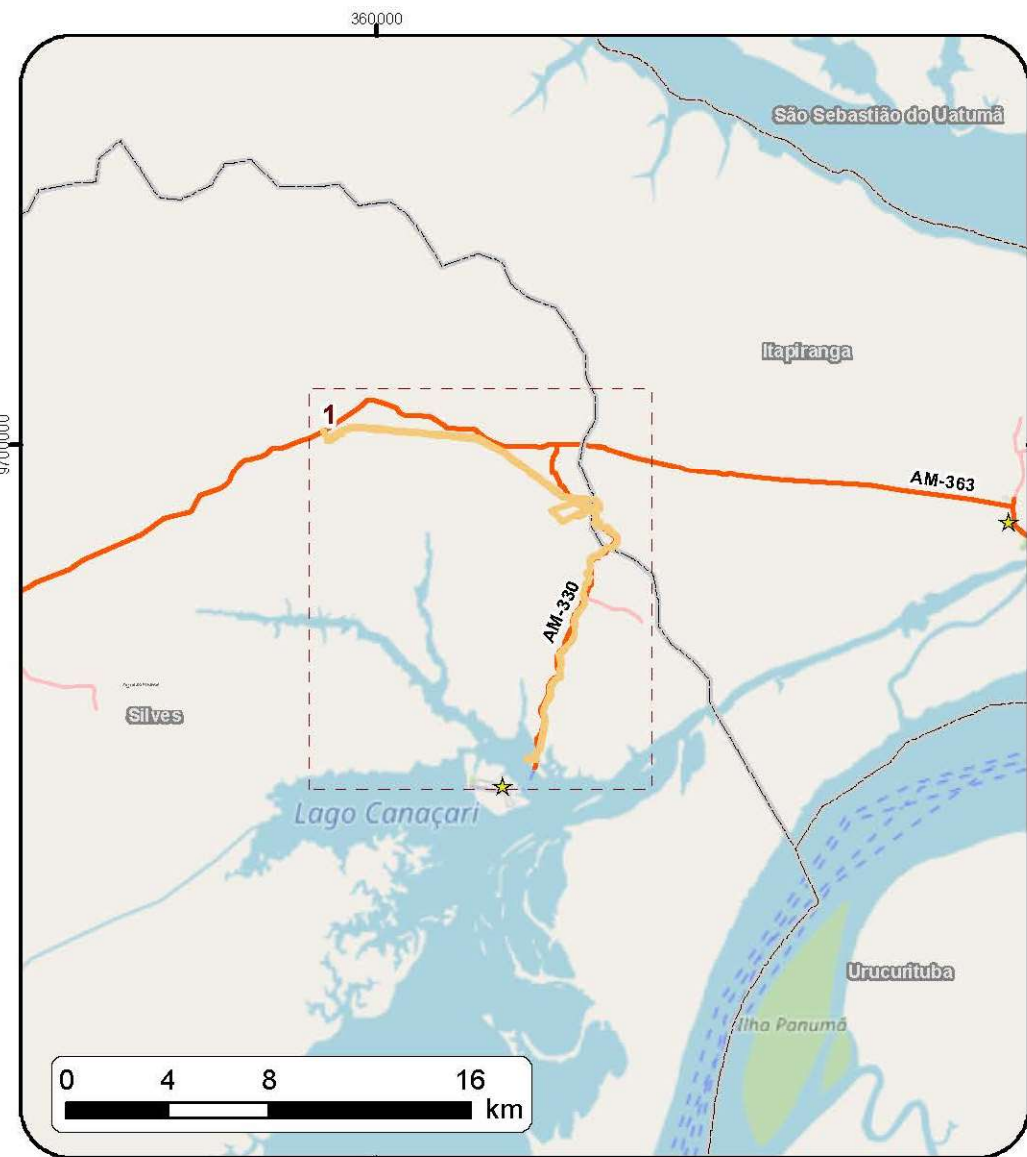 360000
São Sebastião do Uatumã
Itapiranga
1
9700000
AM-363
AM-330
Silves
Lago Canaçari
Urucurituba
Ilha Panumã
0 4 8 16
km